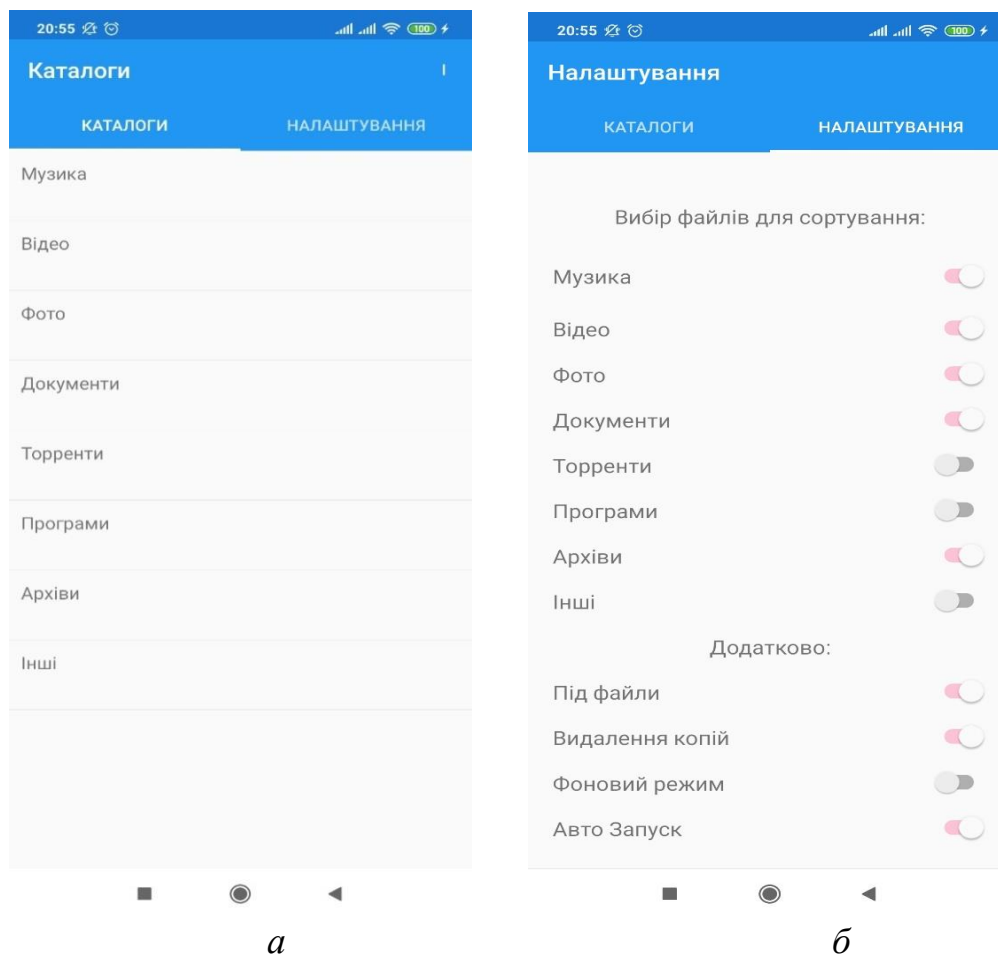 20:55 100
Каталоги
КАТАЛОГИ НАЛАШТУВАННЯ
Музика
Відео
Фото
Документи
Торренти
Програми
Архіви
Інші
а
20:55 100
Налаштування
КАТАЛОГИ НАЛАШТУВАННЯ
Вибір файлів для сортування:
Музика
Відео
Фото
Документи
Торренти
Програми
Архіви
Інші
Додатково:
Під файли
Видалення копій
Фоновий режим
Авто Запуск
б